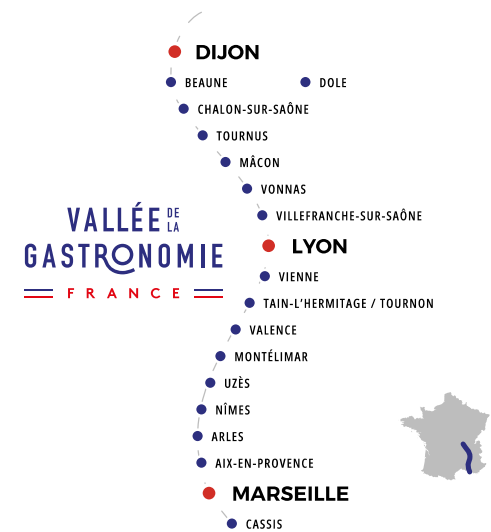 DIJON
BEAUNE
DOLE
CHALON-SUR-SAÔNE
TOURNUS
MÂCON
VONNAS
VILLEFRANCHE-SUR-SAÔNE
VALLÉE DE LA
GASTRONOMIE
FRANCE
LYON
VIENNE
TAIN-L'HERMITAGE / TOURNON
VALENCE
MONTÉLIMAR
UZÈS
NÎMES
ARLES
AIX-EN-PROVENCE
MARSEILLE
CASSIS